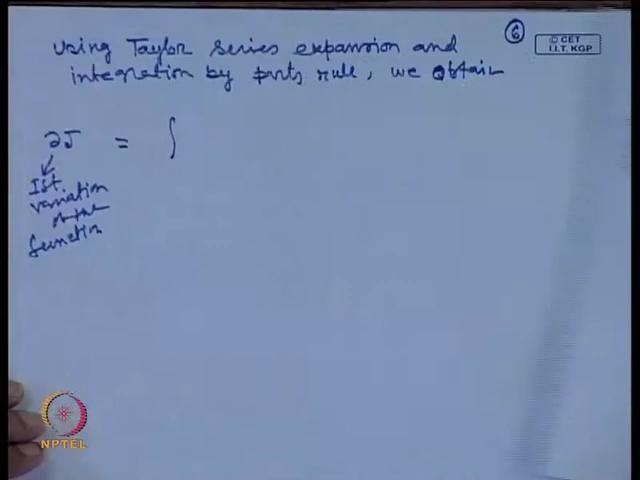 Using Taylor series expansion and
integration by parts rule, we obtain
∂J = ∫
Ist
variation
of the
function
6
© CET
I.I.T. KGP
NPTEL